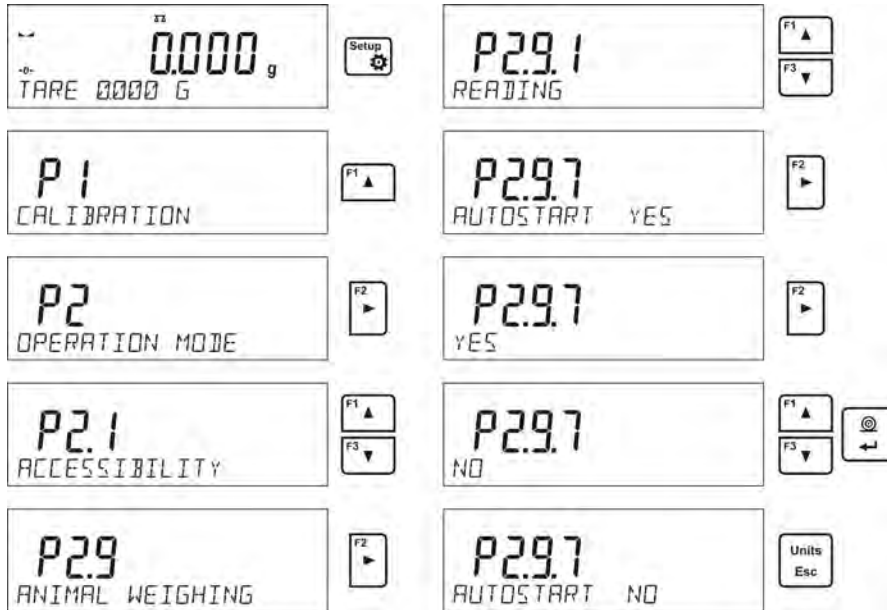 0.000 g
-0-
TARE 0.000 G
Setup
P1
CALIBRATION
F1
P2
OPERATION MODE
F2
P2.1
ACCESSIBILITY
F1
F3
P2.9
ANIMAL WEIGHING
F2
P2.9.1
READING
F1
F3
P2.9.7
AUTOSTART YES
F2
P2.9.7
YES
F2
P2.9.7
NO
F1
F3
P2.9.7
AUTOSTART NO
Units
Esc